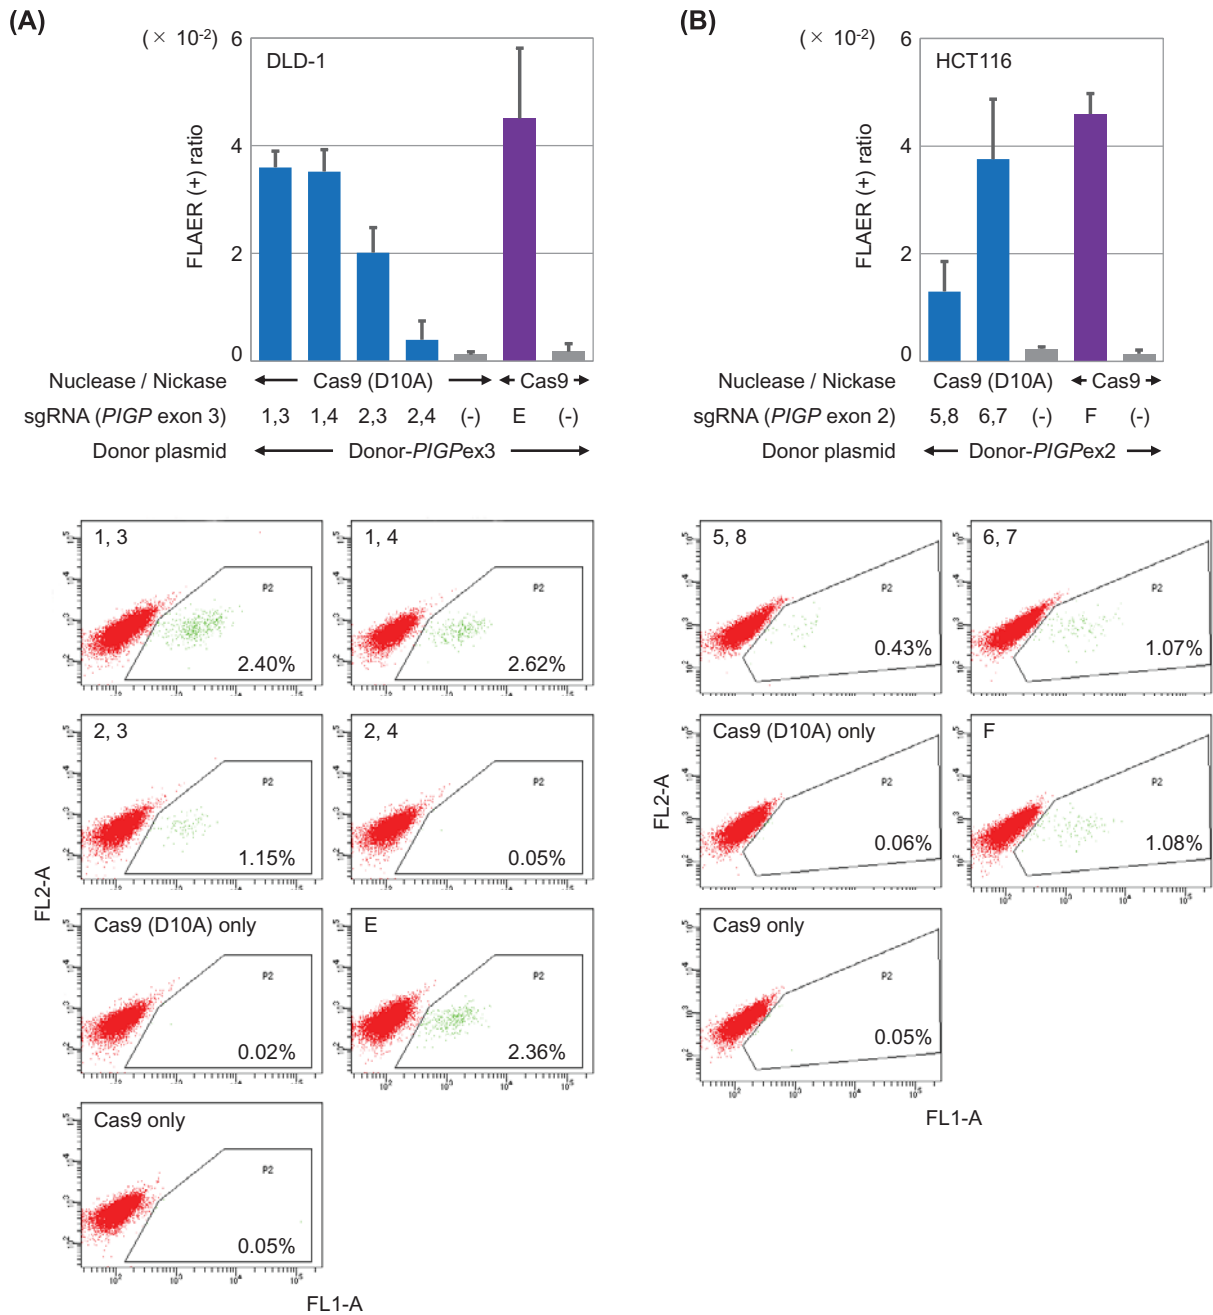 (A)
(× 10-2)
6
4
2
0
FLAER (+) ratio
DLD-1
Nuclease / Nickase
Cas9 (D10A)
Cas9
sgRNA (PIGP exon 3)
1,3 1,4 2,3 2,4 (-) E (-)
Donor plasmid
Donor-PIGPex3
(B)
(× 10-2)
6
4
2
0
FLAER (+) ratio
HCT116
Nuclease / Nickase
Cas9 (D10A)
Cas9
sgRNA (PIGP exon 2)
5,8 6,7 (-) F (-)
Donor plasmid
Donor-PIGPex2
1, 3
P2
2.40%
1, 4
P2
2.62%
2, 3
P2
1.15%
2, 4
P2
0.05%
Cas9 (D10A) only
P2
0.02%
E
P2
2.36%
Cas9 only
P2
0.05%
FL2-A
FL1-A
5, 8
P2
0.43%
6, 7
P2
1.07%
Cas9 (D10A) only
P2
0.06%
F
P2
1.08%
Cas9 only
P2
0.05%
FL2-A
FL1-A